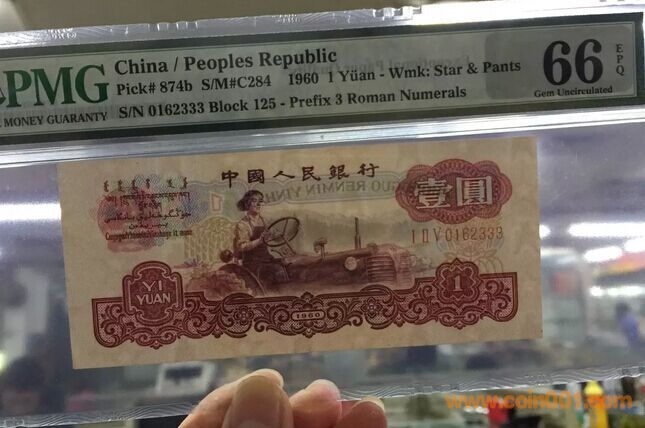 PMG
MONEY GUARANTY
China / Peoples Republic
Pick# 874b S/M#C284 1960 1 Yüan - Wmk: Star & Pants
S/N 0162333 Block 125 - Prefix 3 Roman Numerals
66
EPQ
Gem Uncirculated
中國人民銀行
壹圓
I II V 0162333
YI
YUAN
1960
1
www.coin001.com